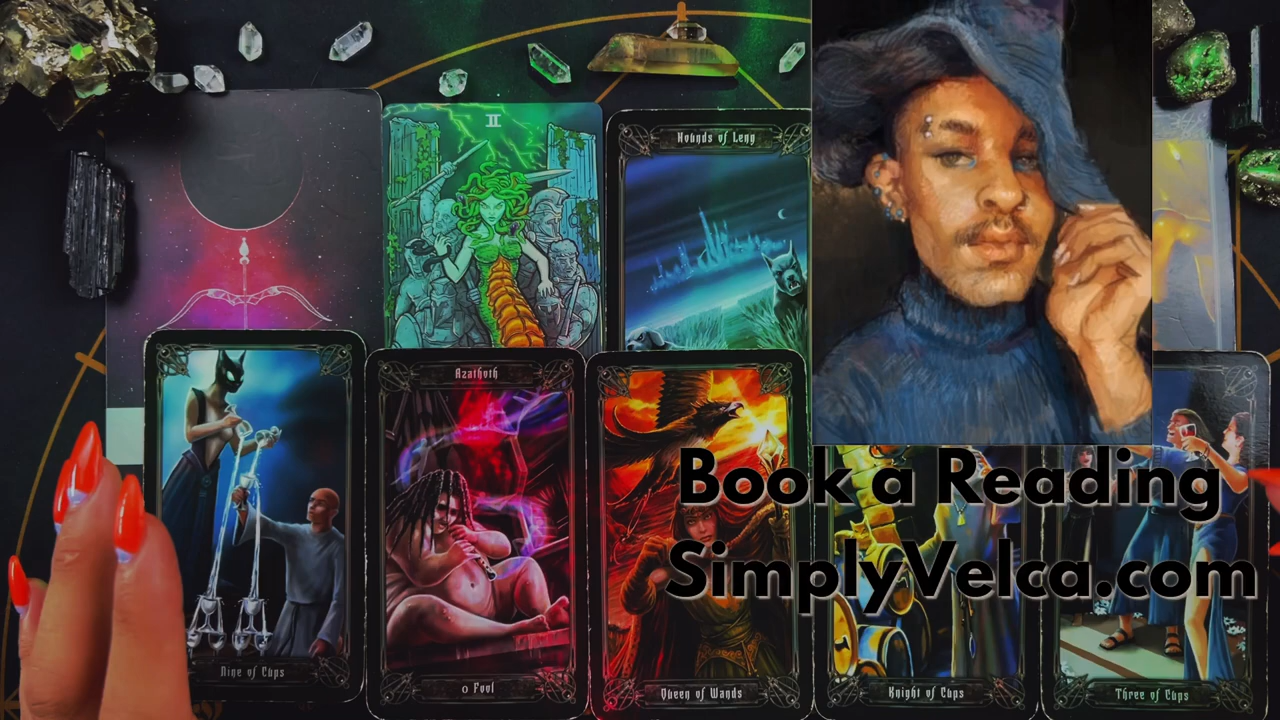 II
Hounds of Leng
Azathoth
Book a Reading
SimplyVelca.com
Nine of Cups
0 Fool
Queen of Wands
Knight of Cups
Three of Cups